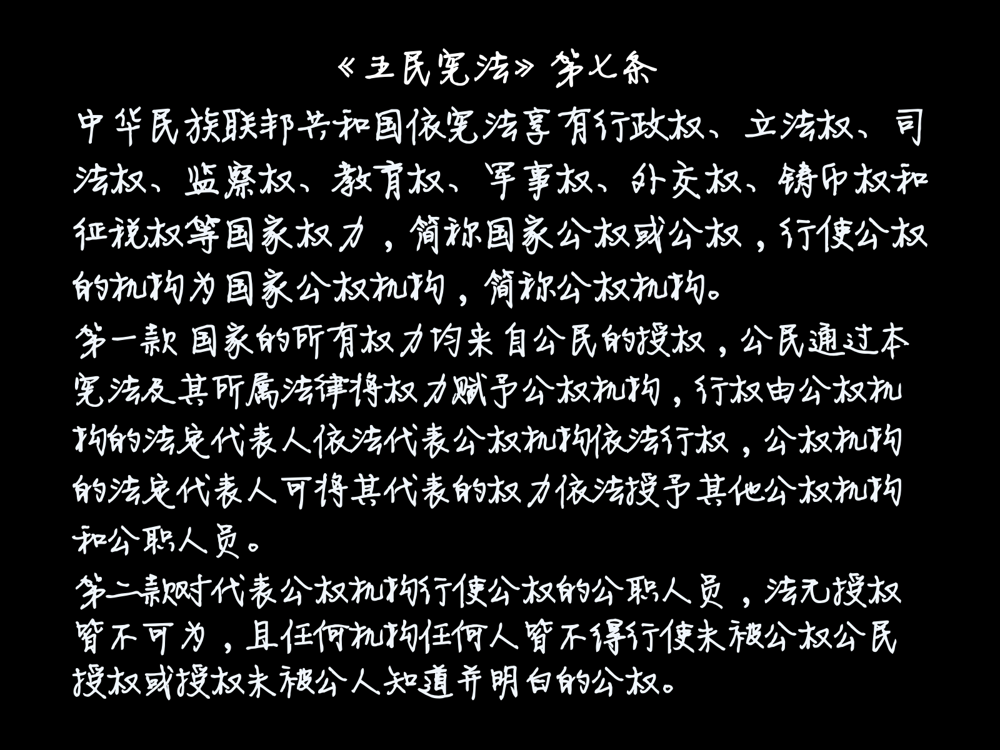 《王民宪法》第七条
中华民族联邦共和国依宪法享有行政权、立法权、司
法权、监察权、教育权、军事权、外交权、铸币权和
征税权等国家权力，简称国家公权或公权，行使公权
的机构为国家公权机构，简称公权机构。
第一款 国家的所有权力均来自公民的授权，公民通过本
宪法及其所属法律将权力赋予公权机构，行权由公权机
构的法定代表人依法代表公权机构依法行权，公权机构
的法定代表人可将其代表的权力依法授予其他公权机构
和公职人员。
第二款对代表公权机构行使公权的公职人员，法无授权
皆不可为，且任何机构任何人皆不得行使未被公权公民
授权或授权未被公人知道并明白的公权。